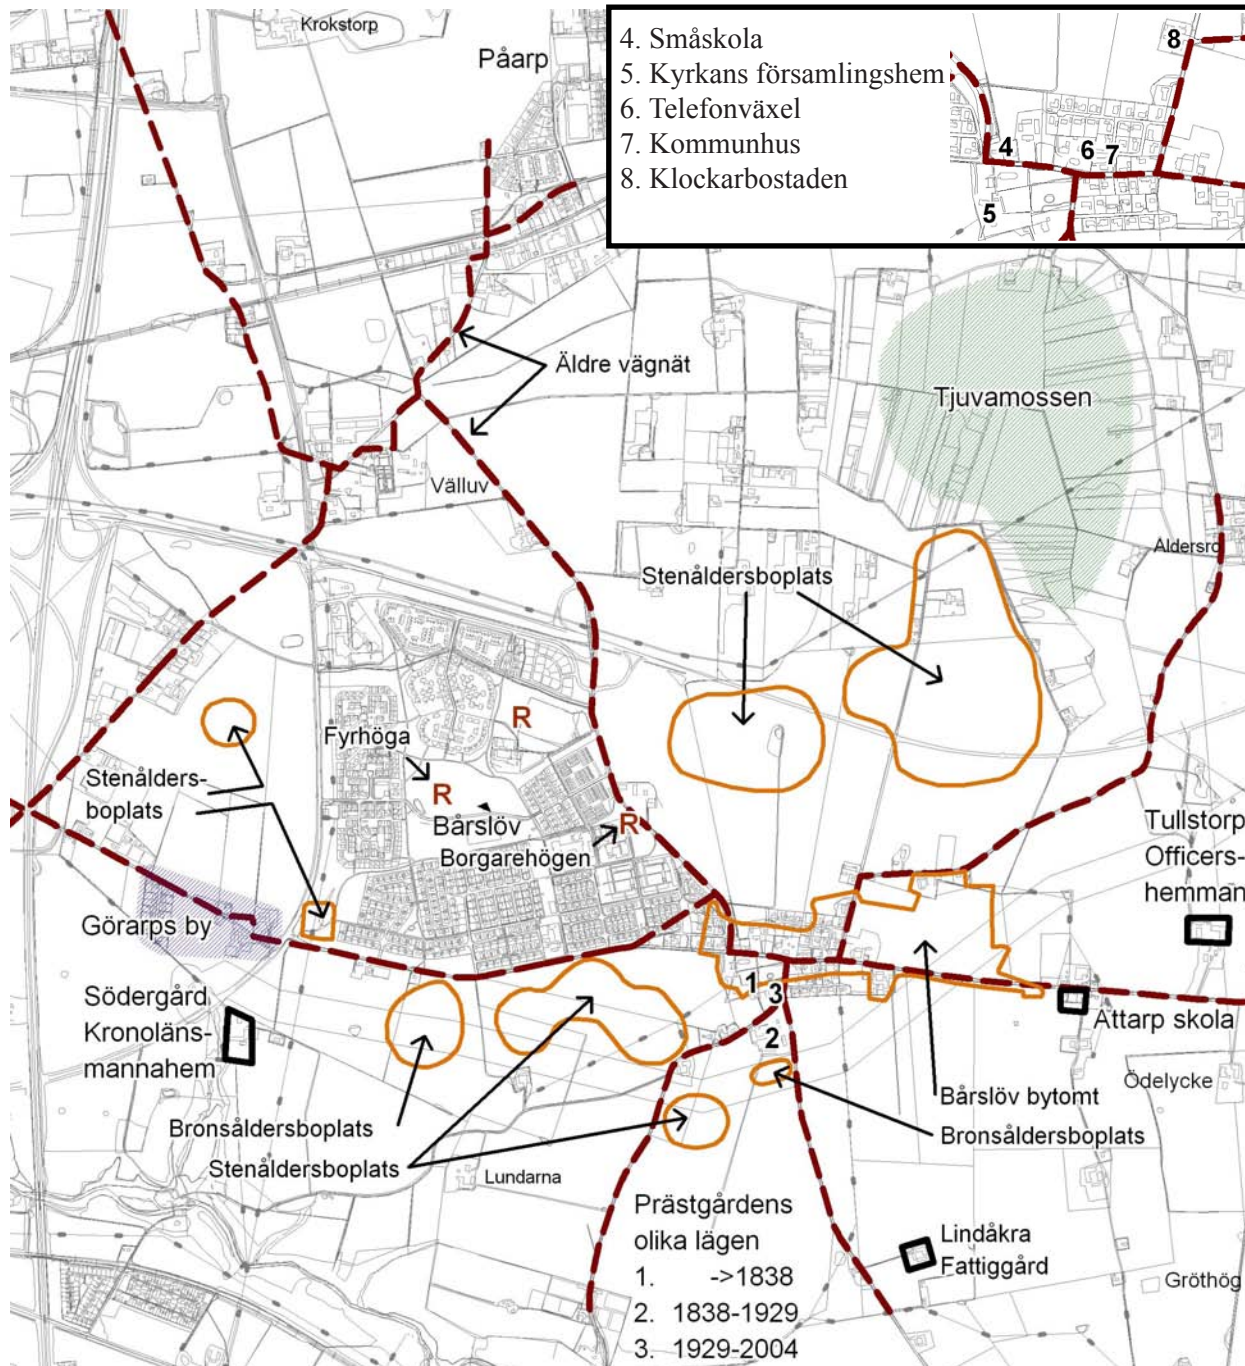 Krokstorp
Påarp
4. Småskola
5. Kyrkans församlingshem
6. Telefonväxel
7. Kommunhus
8. Klockarbostaden
8
4
6
7
5
Äldre vägnät
Tjuvamossen
Välluv
Åldersro
Stenåldersboplats
R
Fyrhöga
Stenålders-
boplats
R
Bårslöv
R
Borgarehögen
Tullstorp
Officers-
hemman
Görarps by
1
3
2
Södergård
Kronoläns-
mannahem
Attarp skola
Ödelycke
Bårslöv bytomt
Bronsåldersboplats
Bronsåldersboplats
Stenåldersboplats
Lundarna
Prästgårdens
olika lägen
1. ->1838
2. 1838-1929
3. 1929-2004
Lindåkra
Fattiggård
Gröthög